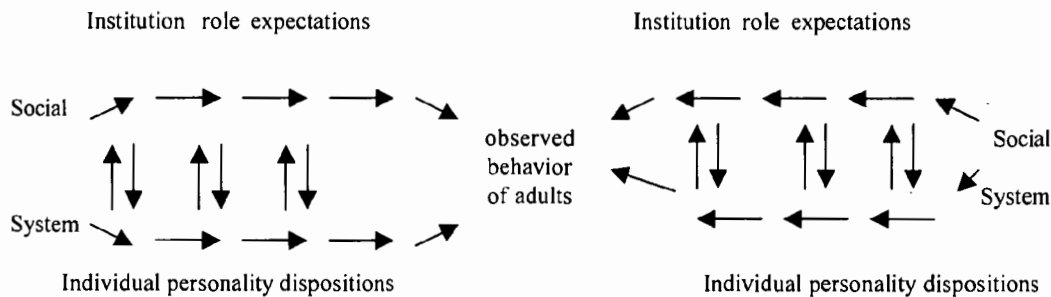 Institution role expectations
Institution role expectations
Social
observed
behavior
of adults
Social
System
System
Individual personality dispositions
Individual personality dispositions